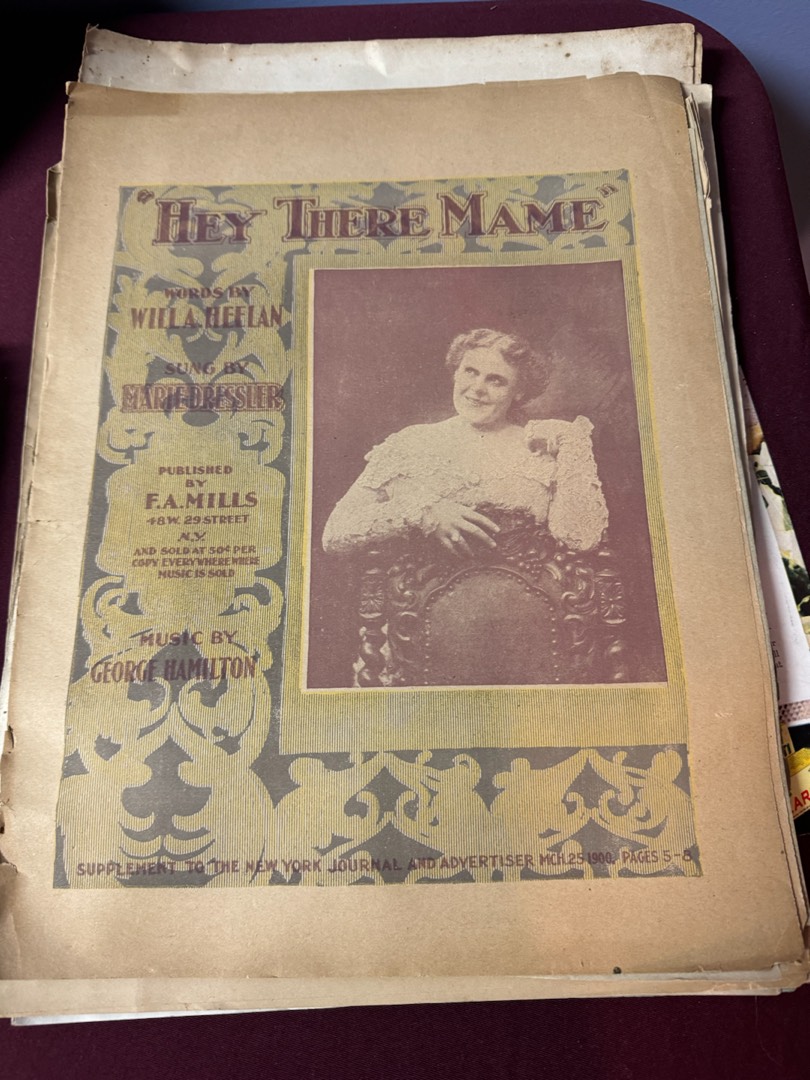 "HEY THERE MAME"
WORDS BY
WILL A. HEELAN
SUNG BY
MARIE DRESSLER
PUBLISHED
BY
F.A. MILLS
48 W. 29 STREET
N.Y.
AND SOLD AT 50¢ PER
COPY EVERYWHERE WHERE
MUSIC IS SOLD
MUSIC BY
GEORGE HAMILTON
SUPPLEMENT TO THE NEW YORK JOURNAL AND ADVERTISER MCH. 25 1900. PAGES 5-8
AR